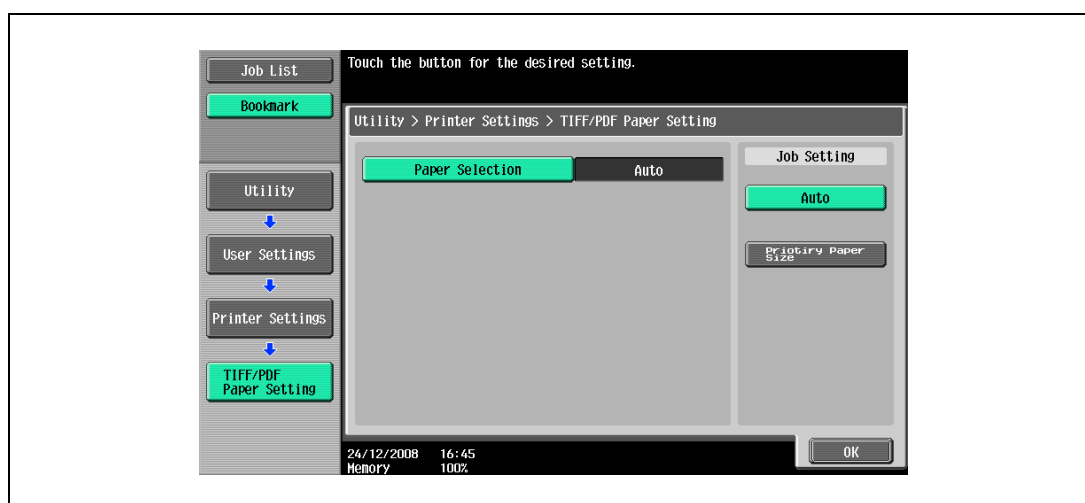 Job List
Bookmark
Touch the button for the desired setting.
Utility > Printer Settings > TIFF/PDF Paper Setting
Paper Selection
Auto
Job Setting
Auto
Priotiry Paper
Size
Utility
User Settings
Printer Settings
TIFF/PDF
Paper Setting
24/12/2008 16:45
Memory 100%
OK